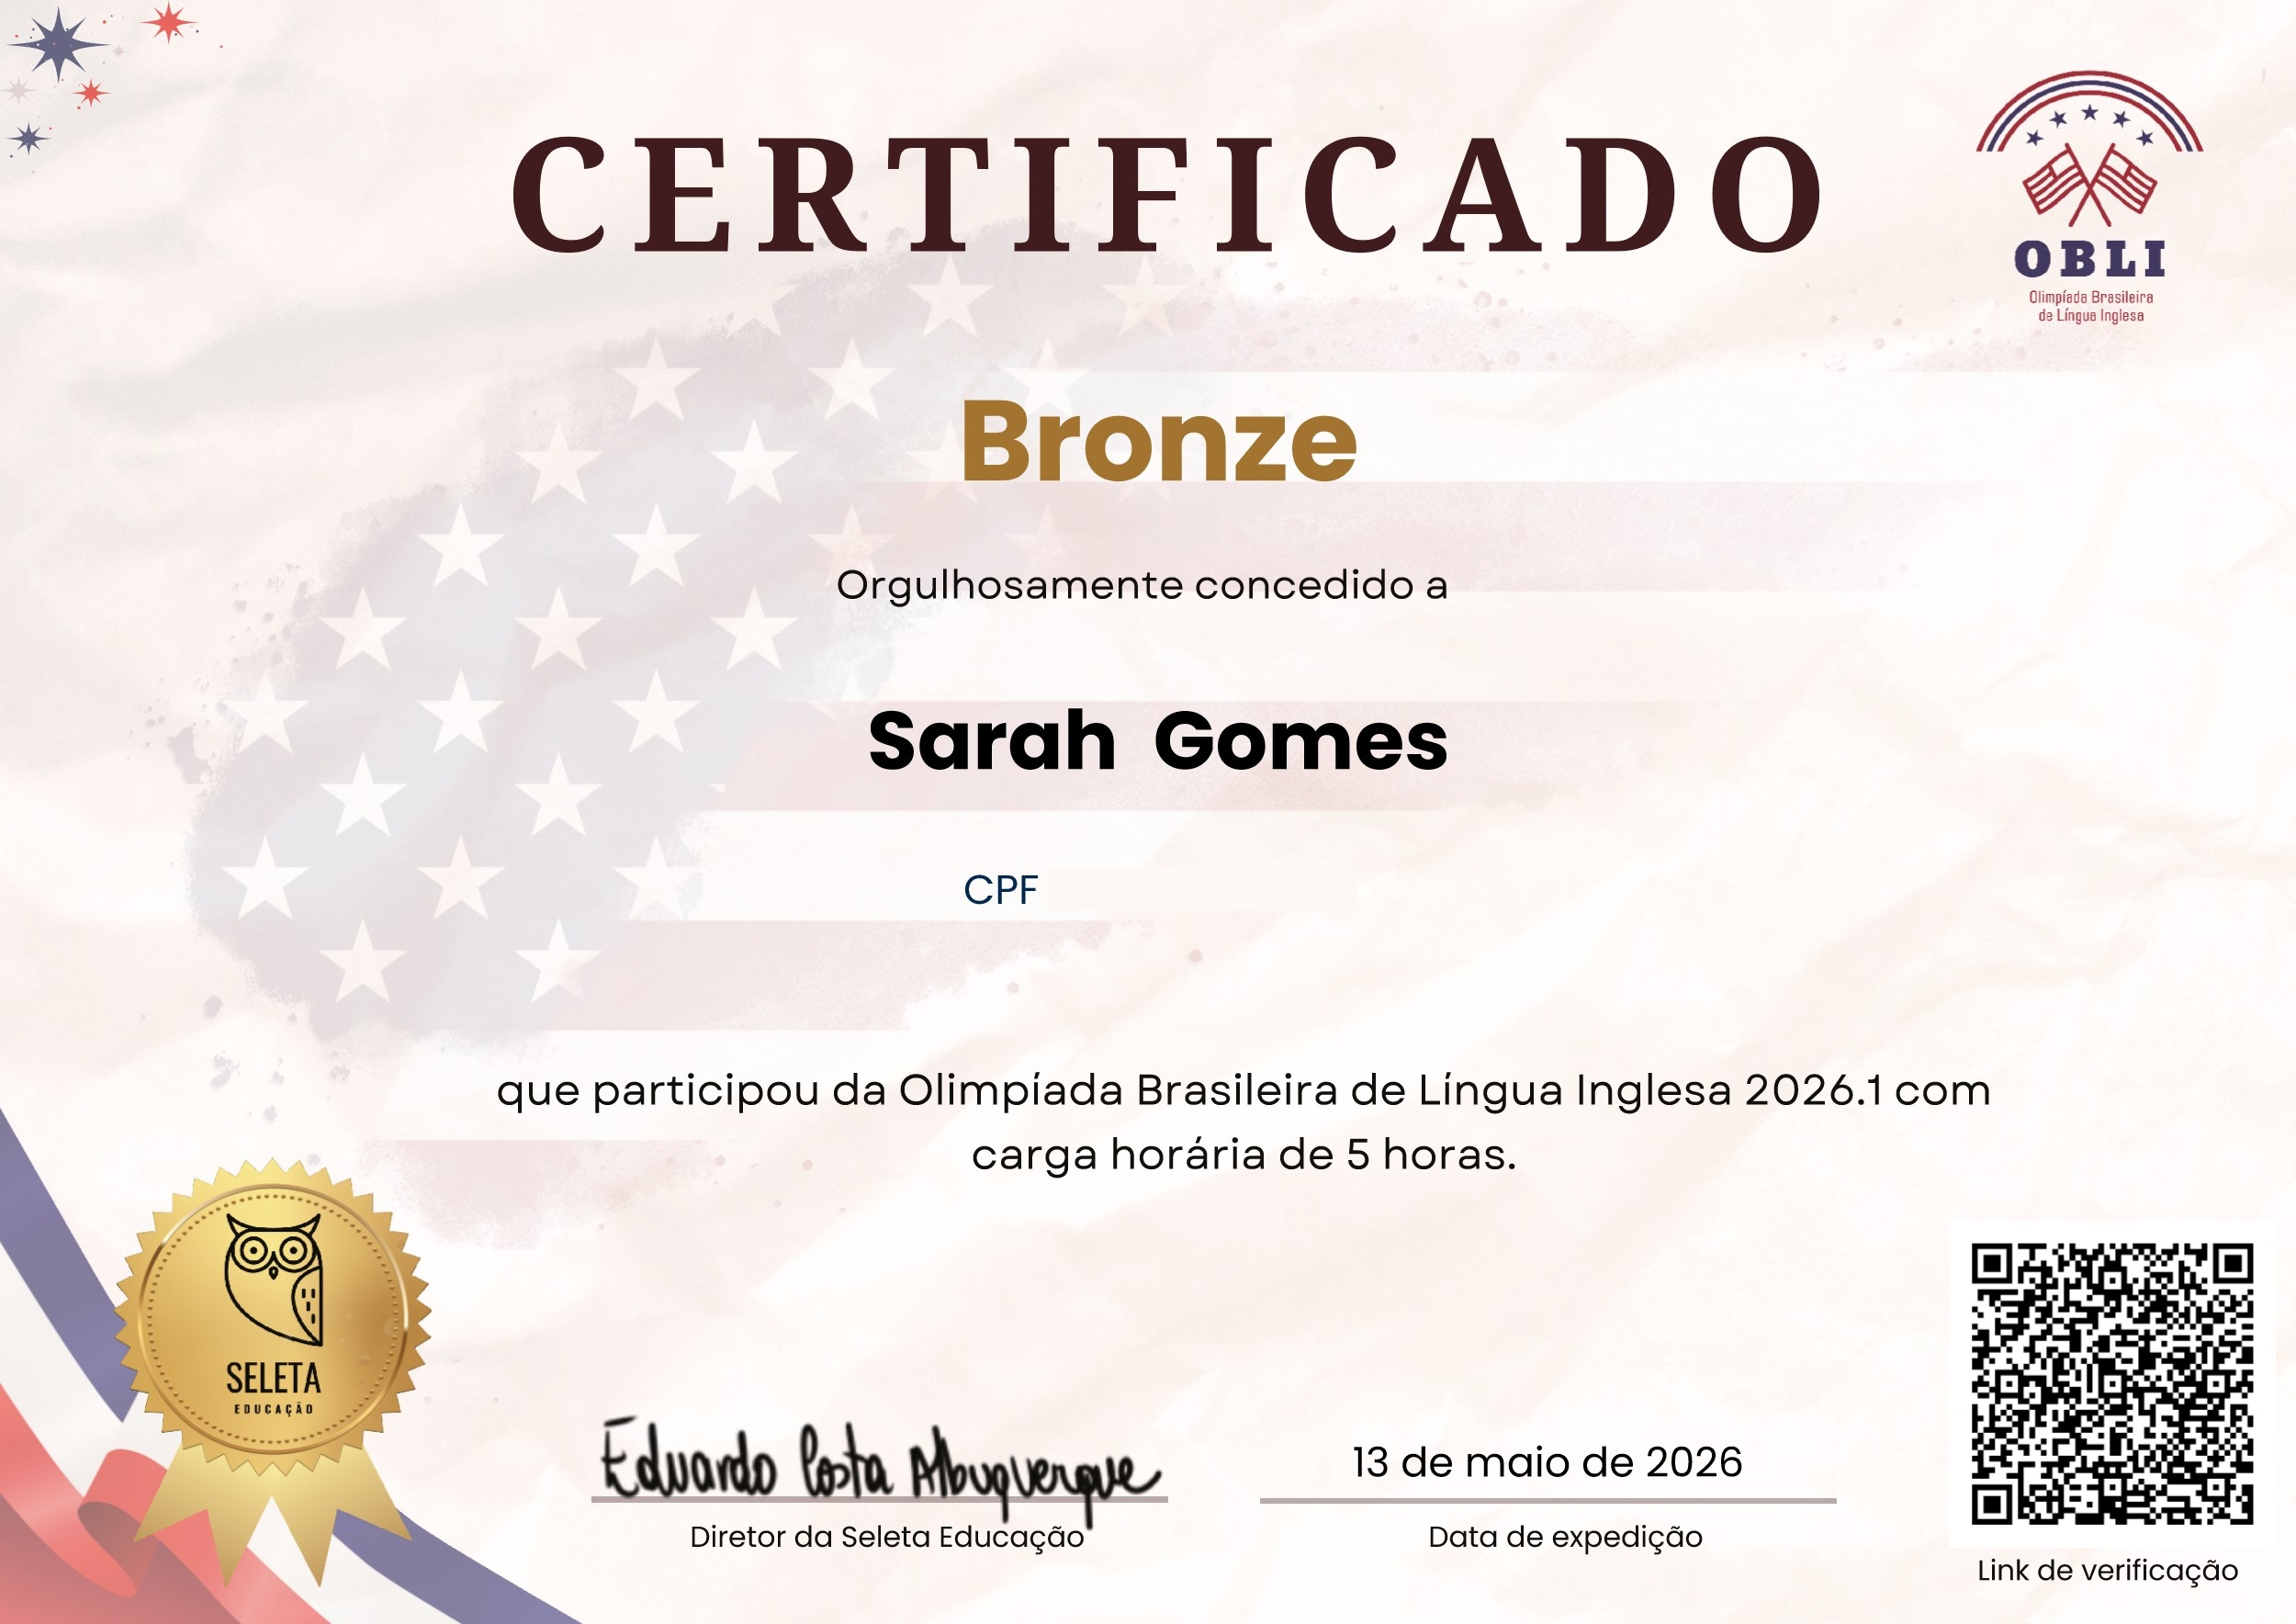 CERTIFICADO
OBLI
Olimpíada Brasileira
de Língua Inglesa
Bronze
Orgulhosamente concedido a
Sarah Gomes
CPF
que participou da Olimpíada Brasileira de Língua Inglesa 2026.1 com
carga horária de 5 horas.
SELETA
EDUCAÇÃO
Eduardo Costa Albuquerque
Diretor da Seleta Educação
13 de maio de 2026
Data de expedição
Link de verificação